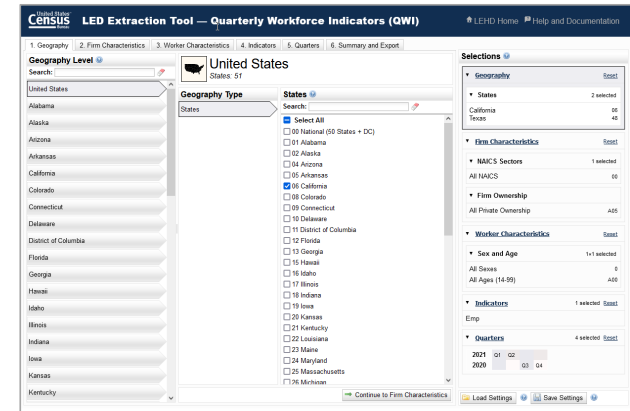 United States
Census
Bureau
LED Extraction Tool — Quarterly Workforce Indicators (QWI)
LEHD Home
Help and Documentation
1. Geography
2. Firm Characteristics
3. Worker Characteristics
4. Indicators
5. Quarters
6. Summary and Export
Geography Level
Search:
United States
Alabama
Alaska
Arizona
Arkansas
California
Colorado
Connecticut
Delaware
District of Columbia
Florida
Georgia
Hawaii
Idaho
Illinois
Indiana
Iowa
Kansas
Kentucky
United States
States: 51
Geography Type
States
States
Search:
Select All
00 National (50 States + DC)
01 Alabama
02 Alaska
04 Arizona
05 Arkansas
06 California
08 Colorado
09 Connecticut
10 Delaware
11 District of Columbia
12 Florida
13 Georgia
15 Hawaii
16 Idaho
17 Illinois
18 Indiana
19 Iowa
20 Kansas
21 Kentucky
22 Louisiana
23 Maine
24 Maryland
25 Massachusetts
26 Michigan
Continue to Firm Characteristics
Selections
Geography Reset
States 2 selected
California 06
Texas 48
Firm Characteristics Reset
NAICS Sectors 1 selected
All NAICS 00
Firm Ownership
All Private Ownership A05
Worker Characteristics Reset
Sex and Age 1×1 selected
All Sexes 0
All Ages (14-99) A00
Indicators 1 selected Reset
Emp
Quarters 4 selected Reset
2021 Q1 Q2
2020 Q3 Q4
Load Settings
Save Settings